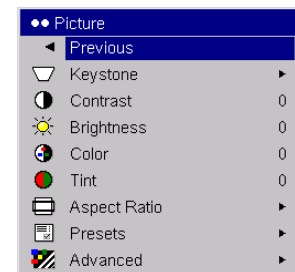 Picture
Previous
Keystone
Contrast 0
Brightness 0
Color 0
Tint 0
Aspect Ratio
Presets
Advanced